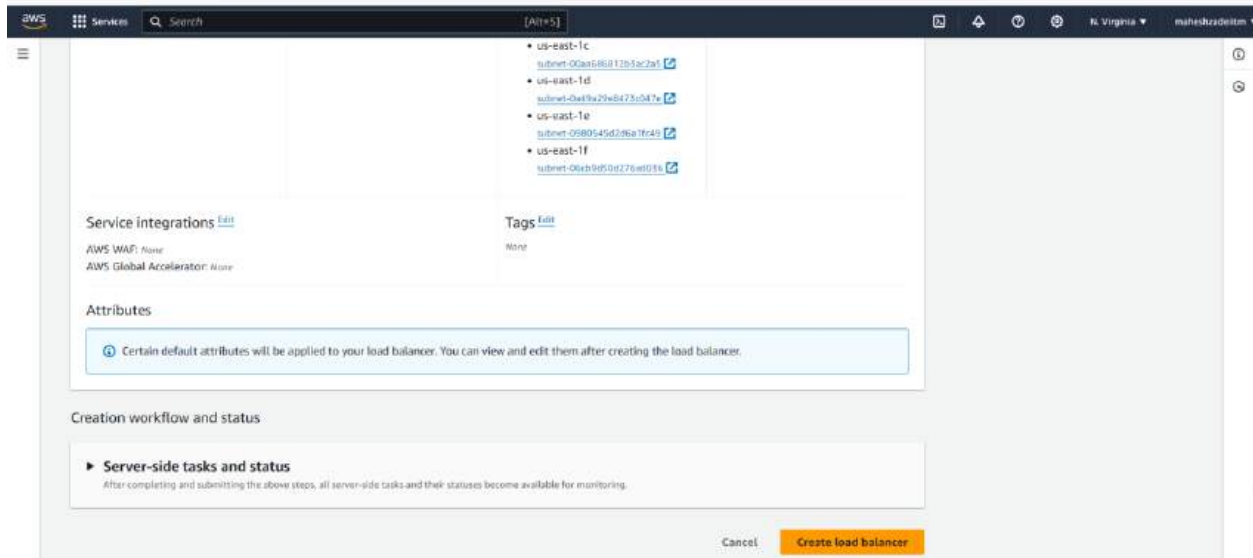 aws
Services
Search
[Alt+S]
N. Virginia
us-east-1c
us-east-1d
us-east-1e
us-east-1f
Service integrations Edit
AWS WAF: None
AWS Global Accelerator: None
Tags Edit
None
Attributes
Certain default attributes will be applied to your load balancer. You can view and edit them after creating the load balancer.
Creation workflow and status
Server-side tasks and status
After completing and submitting the above steps, all server-side tasks and their statuses become available for monitoring.
Cancel
Create load balancer